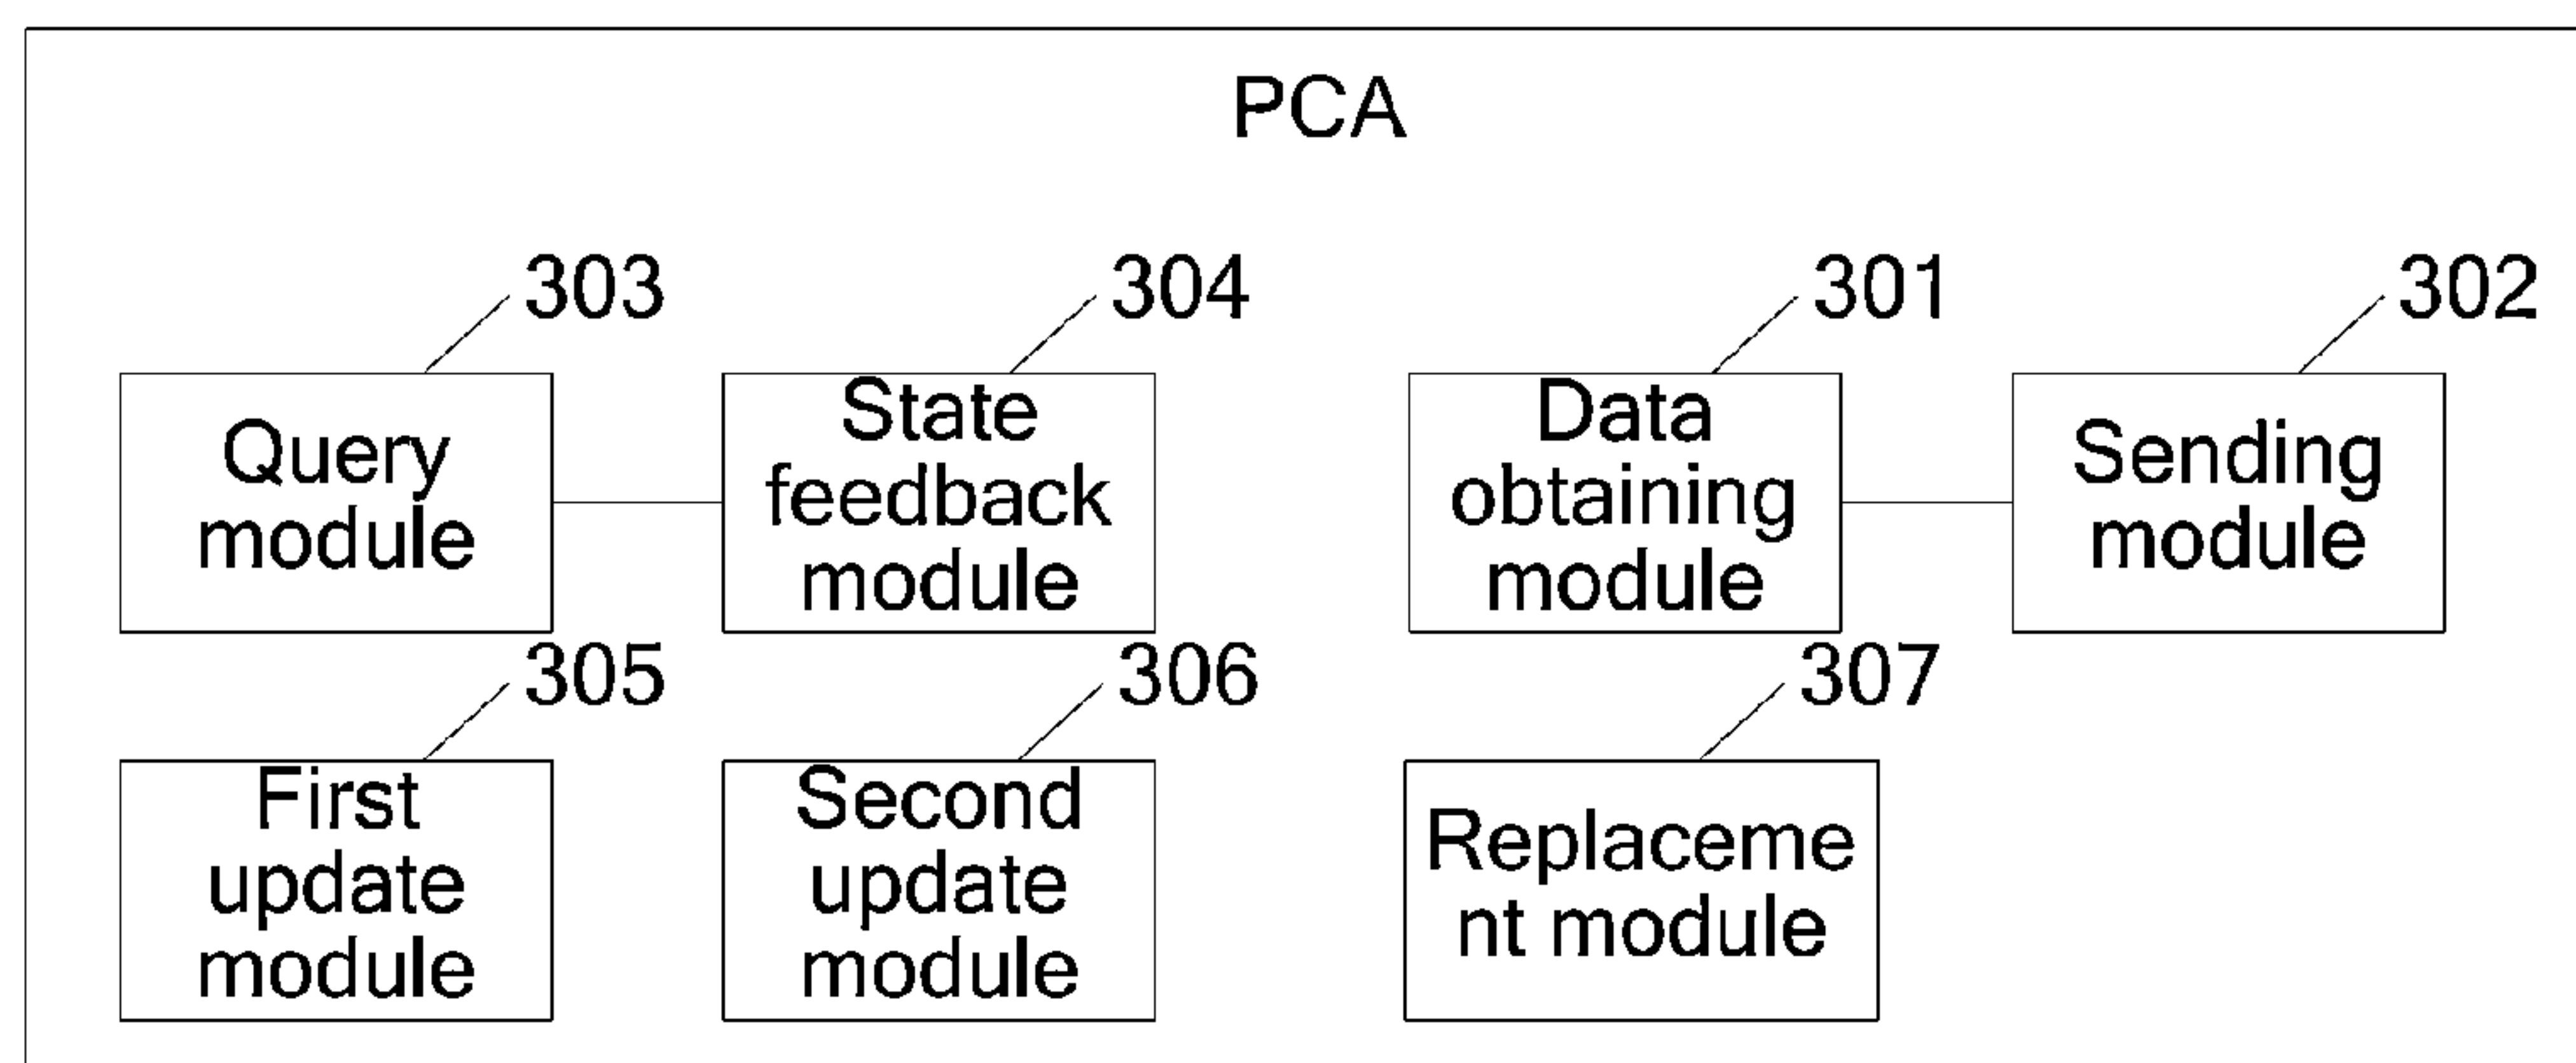 PCA
303
304
301
302
Query
module
State
feedback
module
Data
obtaining
module
Sending
module
305
306
307
First
update
module
Second
update
module
Replaceme
nt module